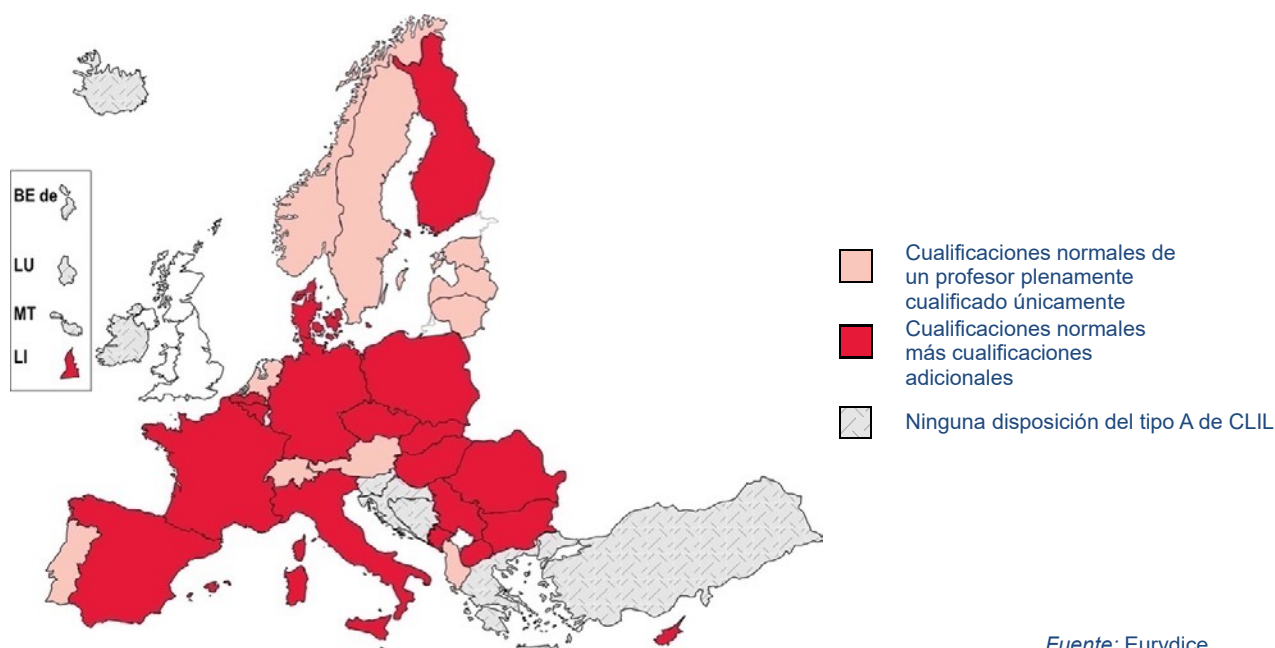 BE de
LU
MT
LI
Cualificaciones normales de
un profesor plenamente
cualificado únicamente
Cualificaciones normales
más cualificaciones
adicionales
Ninguna disposición del tipo A de CLIL
Fuente: Eurydice